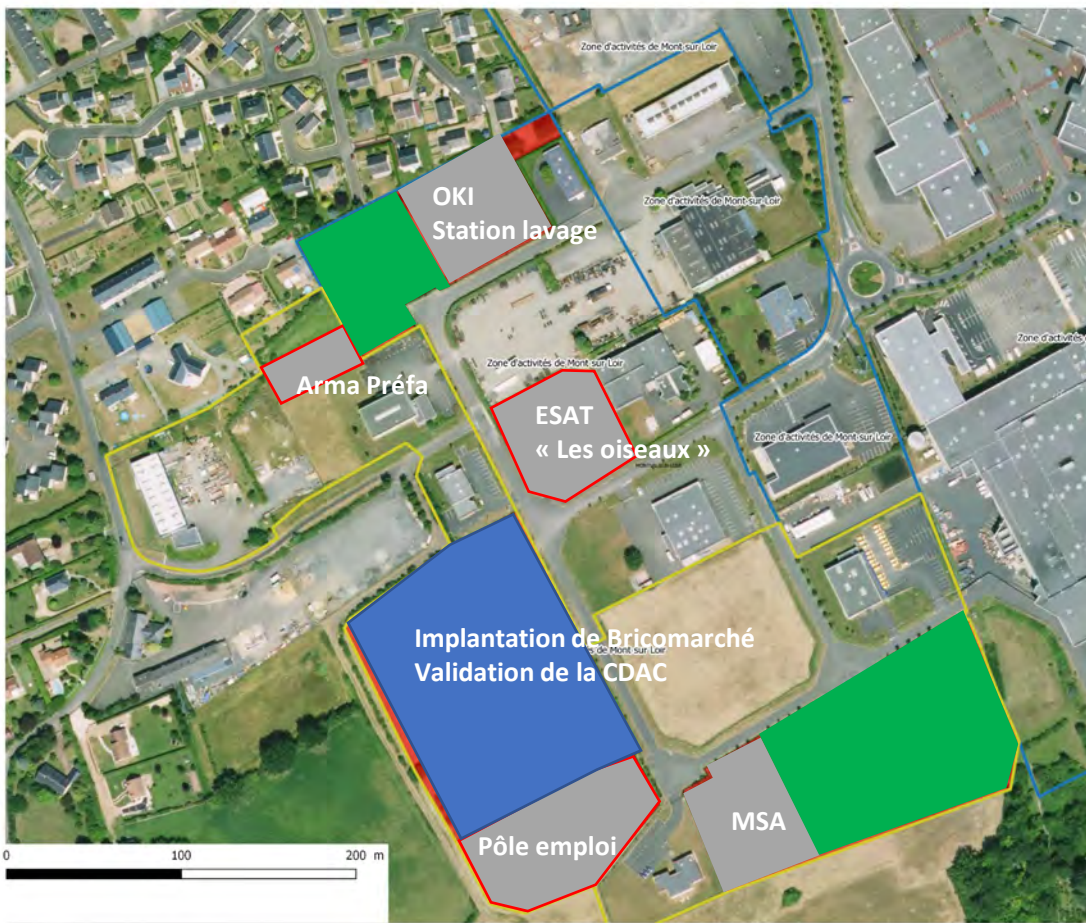 Zone d'activités de Mont sur Loir
OKI
Station lavage
Zone d'activités de Mont-sur-Loir
Zone d'activités d
Zone d'activités de Mont sur Loir
Arma Préfa
ESAT
« Les oiseaux »
Zone d'activités de Mont sur Loir
Implantation de Bricomarché
Validation de la CDAC
és de Mont sur Loir
MSA
Pôle emploi
0 100 200 m